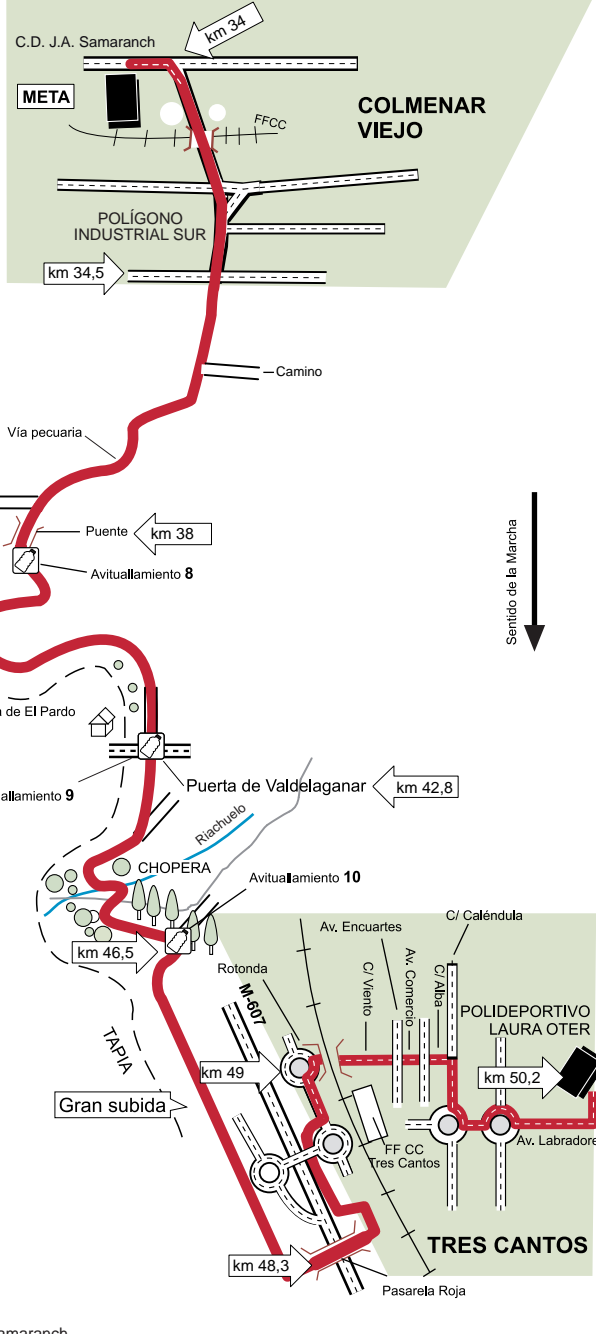 C.D. J.A. Samaranch
km 34
META
FFCC
COLMENAR
VIEJO
POLÍGONO
INDUSTRIAL SUR
km 34,5
Camino
Vía pecuaria
Puente
km 38
Avituallamiento 8
Sentido de la Marcha
de El Pardo
allamiento 9
Puerta de Valdelaganar
km 42,8
Riachuelo
CHOPERA
Avituallamiento 10
km 46,5
C/ Caléndula
Av. Encuartes
Rotonda
M-607
C/ Viento
Av. Comercio
C/ Alba
POLIDEPORTIVO
LAURA OTER
TAPIA
km 49
km 50,2
Gran subida
FF CC
Tres Cantos
Av. Labradore
TRES CANTOS
km 48,3
Pasarela Roja